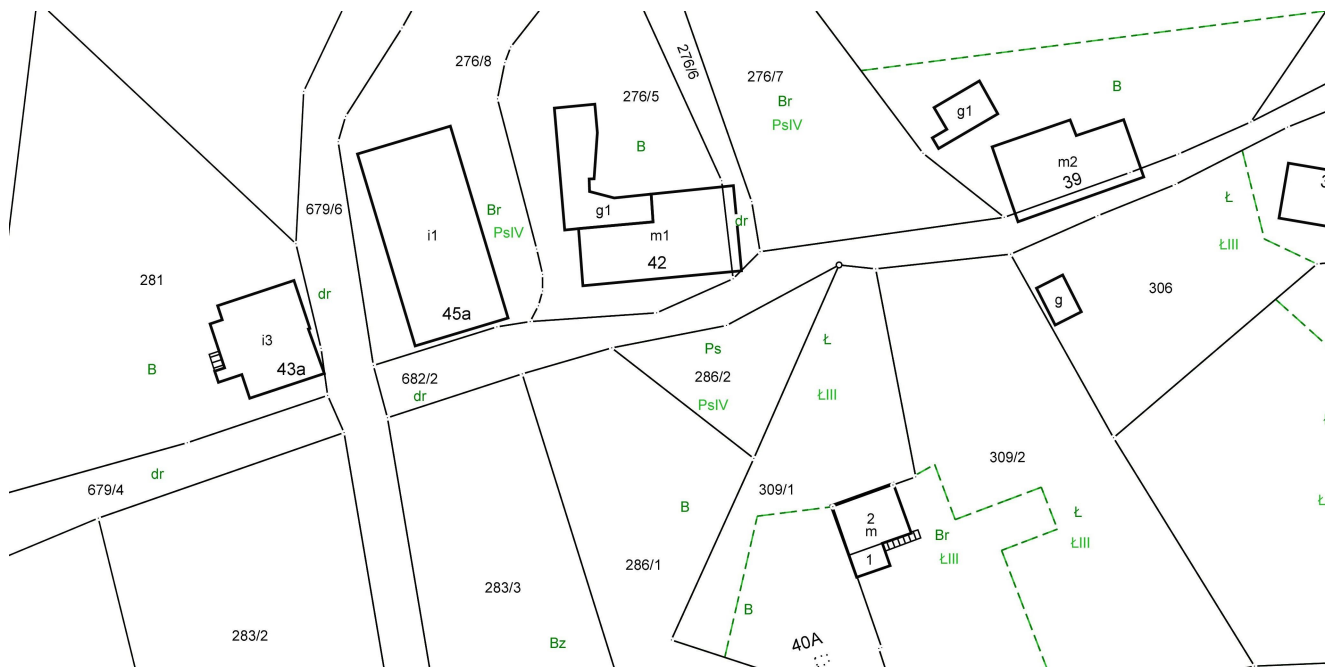 276/8
276/6
276/7
Br
PsIV
B
g1
276/5
B
m2
39
3
679/6
i1
Br
PsIV
g1
dr
m1
42
Ł
ŁIII
281
dr
45a
i3
43a
B
g
306
682/2
dr
Ps
286/2
PsIV
Ł
ŁIII
dr
679/4
309/1
309/2
B
2
m
1
Br
ŁIII
Ł
ŁIII
283/3
286/1
B
283/2
Bz
40A